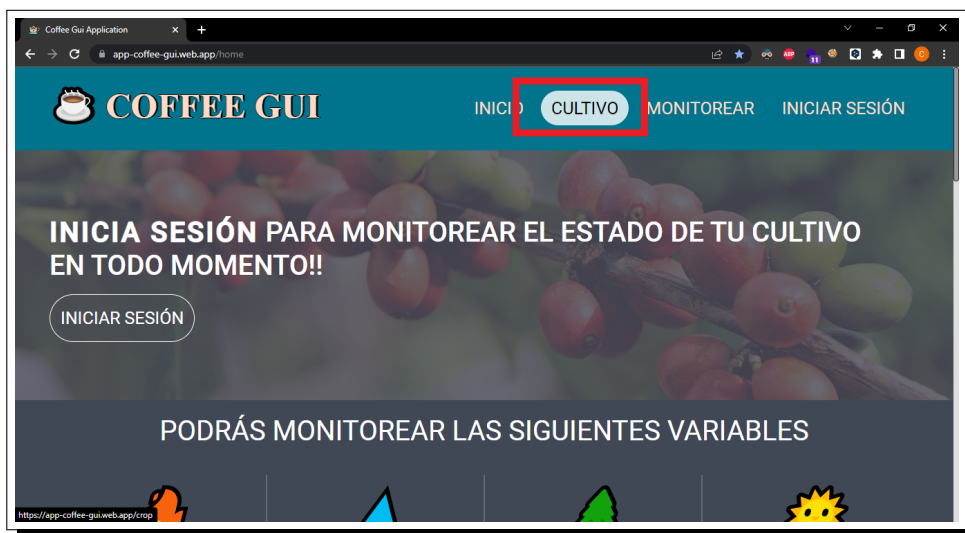 Coffee Gui Application
app-coffee-gui.web.app/home
ABP
11
C
COFFEE GUI
INICIO CULTIVO MONITOREAR INICIAR SESIÓN
INICIA SESIÓN PARA MONITOREAR EL ESTADO DE TU CULTIVO
EN TODO MOMENTO!!
INICIAR SESIÓN
PODRÁS MONITOREAR LAS SIGUIENTES VARIABLES
https://app-coffee-gui.web.app/crop